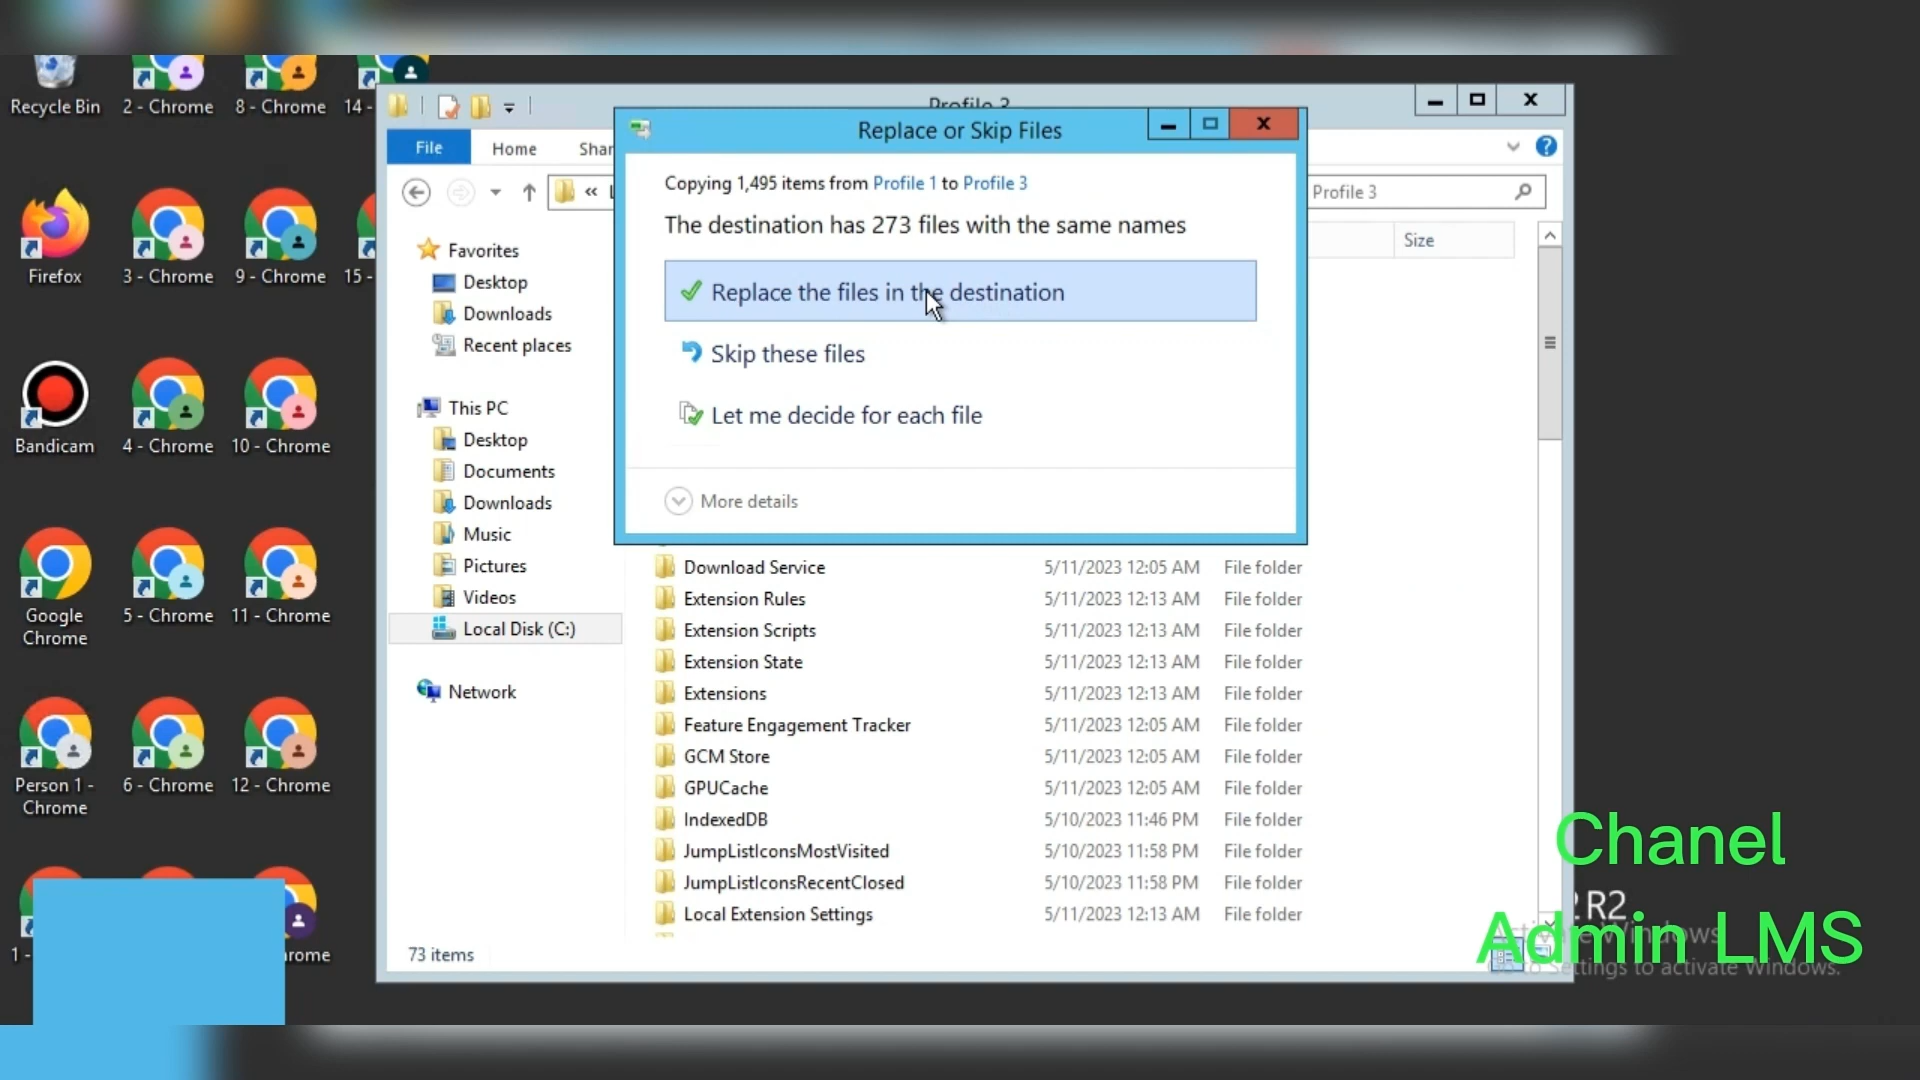 Recycle Bin
2 - Chrome
8 - Chrome
14 -
Profile 3
Replace or Skip Files
File
Home
Shar
Copying 1,495 items from Profile 1 to Profile 3
Profile 3
The destination has 273 files with the same names
Size
Firefox
3 - Chrome
9 - Chrome
15 -
Favorites
Desktop
Downloads
Recent places
Replace the files in the destination
Skip these files
Let me decide for each file
More details
Bandicam
4 - Chrome
10 - Chrome
This PC
Desktop
Documents
Downloads
Music
Pictures
Videos
Local Disk (C:)
Network
Google
Chrome
5 - Chrome
11 - Chrome
Download Service 5/11/2023 12:05 AM File folder
Extension Rules 5/11/2023 12:13 AM File folder
Extension Scripts 5/11/2023 12:13 AM File folder
Extension State 5/11/2023 12:13 AM File folder
Extensions 5/11/2023 12:13 AM File folder
Feature Engagement Tracker 5/11/2023 12:05 AM File folder
GCM Store 5/11/2023 12:05 AM File folder
GPUCache 5/11/2023 12:05 AM File folder
IndexedDB 5/10/2023 11:46 PM File folder
JumpListIconsMostVisited 5/10/2023 11:58 PM File folder
JumpListIconsRecentClosed 5/10/2023 11:58 PM File folder
Local Extension Settings 5/11/2023 12:13 AM File folder
Person 1 -
Chrome
6 - Chrome
12 - Chrome
1 -
rome
73 items
Chanel
R2
Admin LMS
Windows
to Settings to activate Windows.